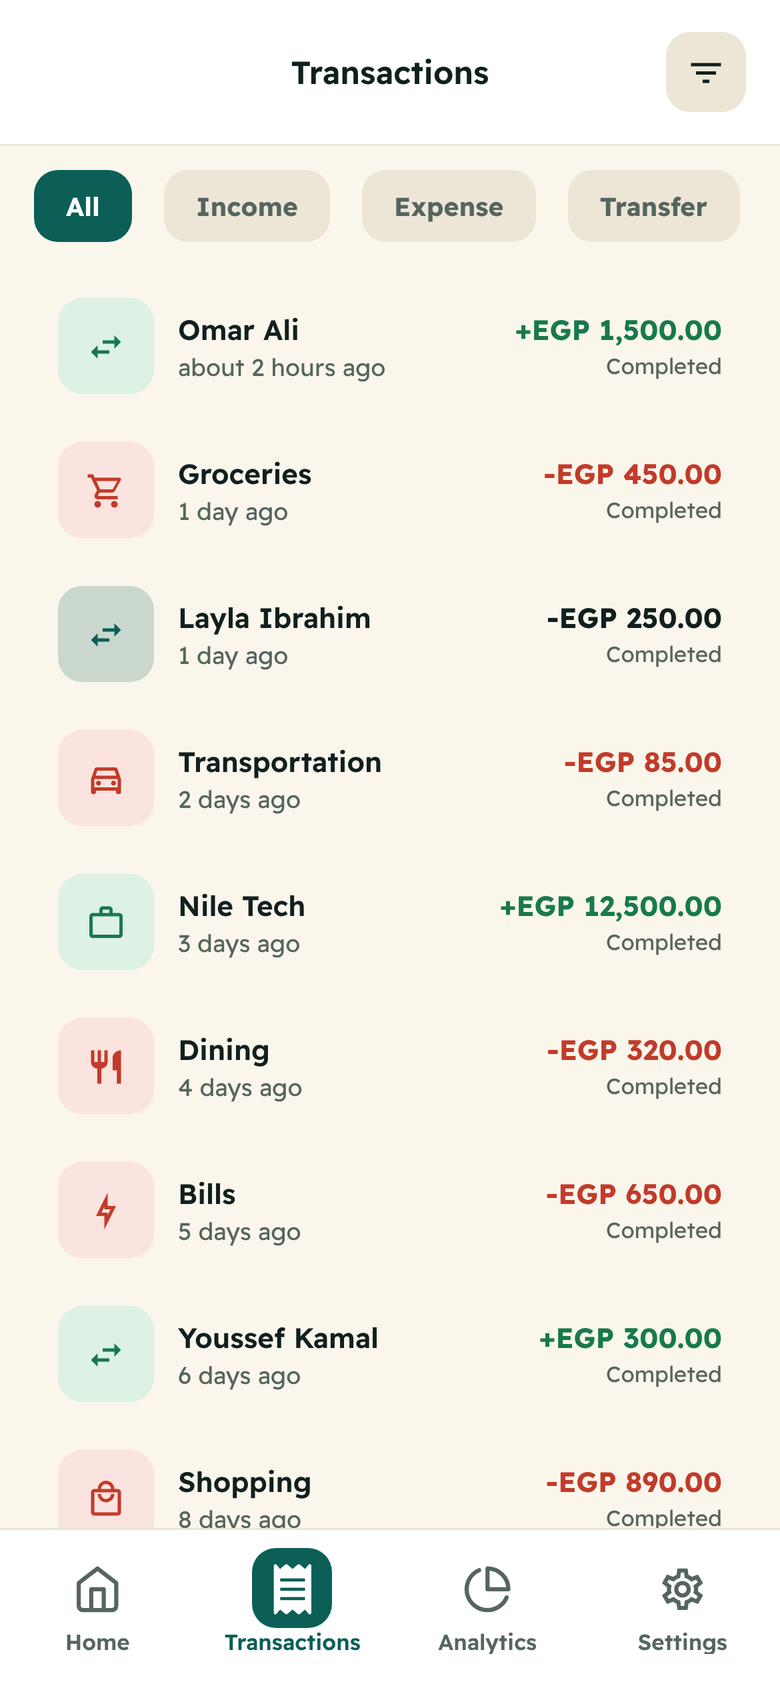 Transactions
All
Income
Expense
Transfer
Omar Ali
+EGP 1,500.00
about 2 hours ago
Completed
Groceries
-EGP 450.00
1 day ago
Completed
Layla Ibrahim
-EGP 250.00
1 day ago
Completed
Transportation
-EGP 85.00
2 days ago
Completed
Nile Tech
+EGP 12,500.00
3 days ago
Completed
Dining
-EGP 320.00
4 days ago
Completed
Bills
-EGP 650.00
5 days ago
Completed
Youssef Kamal
+EGP 300.00
6 days ago
Completed
Shopping
-EGP 890.00
8 days ago
Completed
Home
Transactions
Analytics
Settings